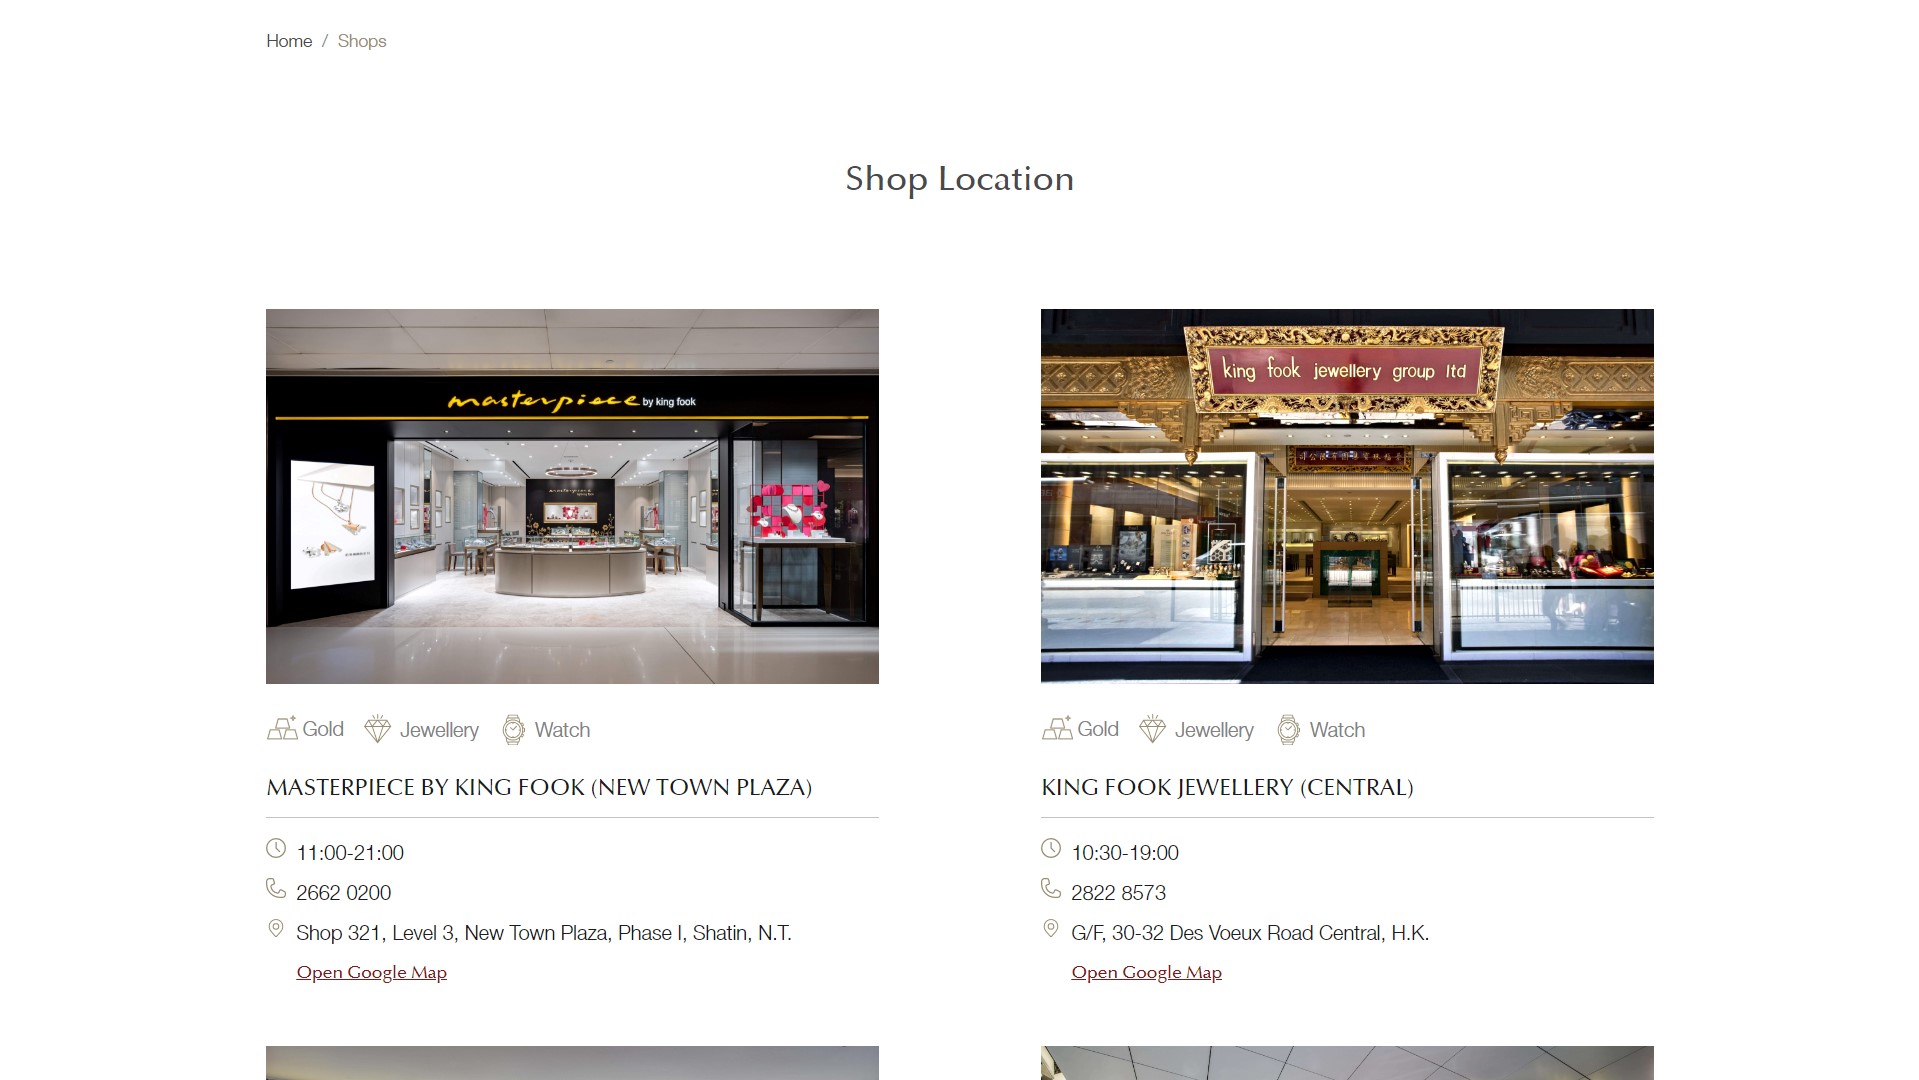 Home / Shops
Shop Location
masterpiece by king fook
masterpiece
king fook jewellery group ltd
Gold Jewellery Watch
MASTERPIECE BY KING FOOK (NEW TOWN PLAZA)
11:00-21:00
2662 0200
Shop 321, Level 3, New Town Plaza, Phase I, Shatin, N.T.
Open Google Map
Gold Jewellery Watch
KING FOOK JEWELLERY (CENTRAL)
10:30-19:00
2822 8573
G/F, 30-32 Des Voeux Road Central, H.K.
Open Google Map